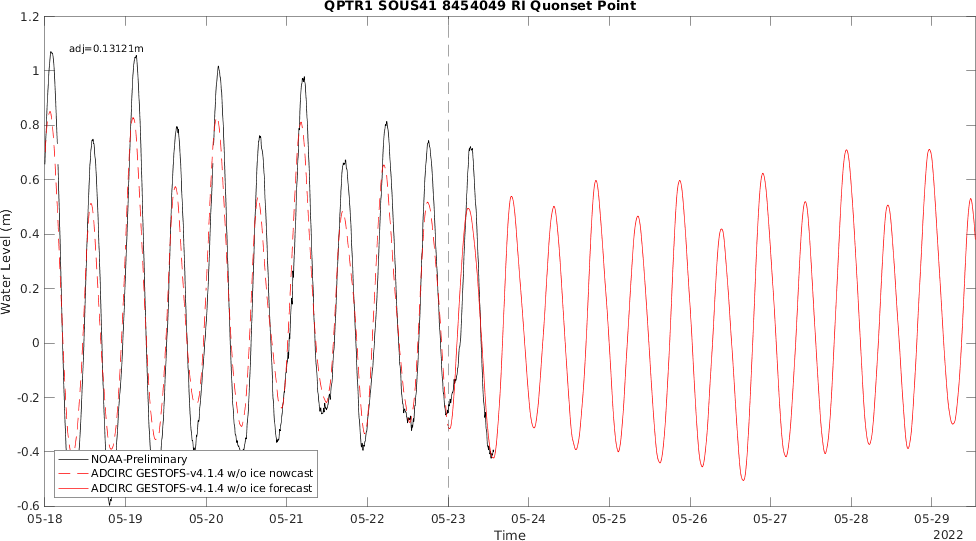 QPTR1 SOUS41 8454049 RI Quonset Point
1.2
1
0.8
0.6
0.4
0.2
0
-0.2
-0.4
-0.6
Water Level (m)
adj=0.13121m
NOAA-Preliminary
ADCIRC GESTOFS-v4.1.4 w/o ice nowcast
ADCIRC GESTOFS-v4.1.4 w/o ice forecast
05-18 05-19 05-20 05-21 05-22 05-23 05-24 05-25 05-26 05-27 05-28 05-29
Time
2022